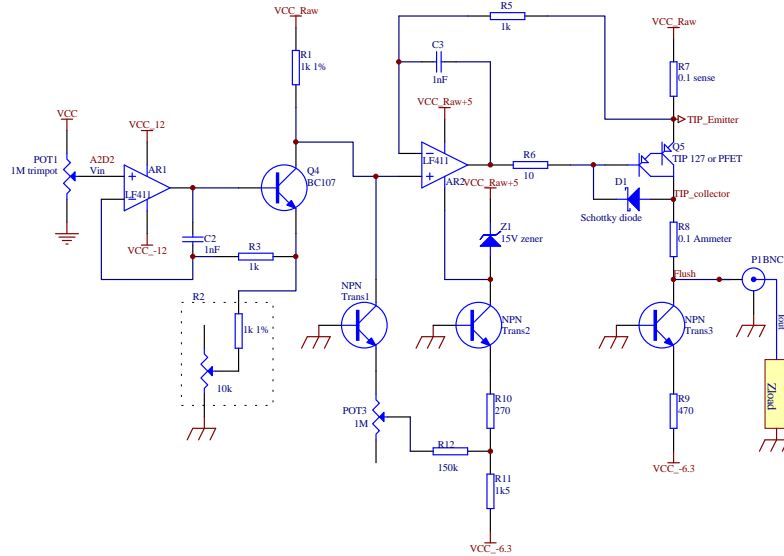 VCC_Raw
R1
1k 1%
VCC
POT1
1M trimpot
A2D2
Vin
VCC_12
AR1
LF411
VCC_-12
C2
1nF
R3
1k
Q4
BC107
R2
1k 1%
10k
R5
1k
C3
1nF
VCC_Raw+5
LF411
AR2
R6
10
VCC_Raw+5
Z1
15V zener
NPN
Trans1
NPN
Trans2
POT3
1M
R12
150k
R10
270
R11
1k5
VCC_-6.3
VCC_Raw
R7
0.1 sense
TIP_Emitter
Q5
TIP 127 or PFET
D1
Schottky diode
TIP_collector
R8
0.1 Ammeter
Flush
P1BNC
Iout
Zload
NPN
Trans3
R9
470
VCC_-6.3